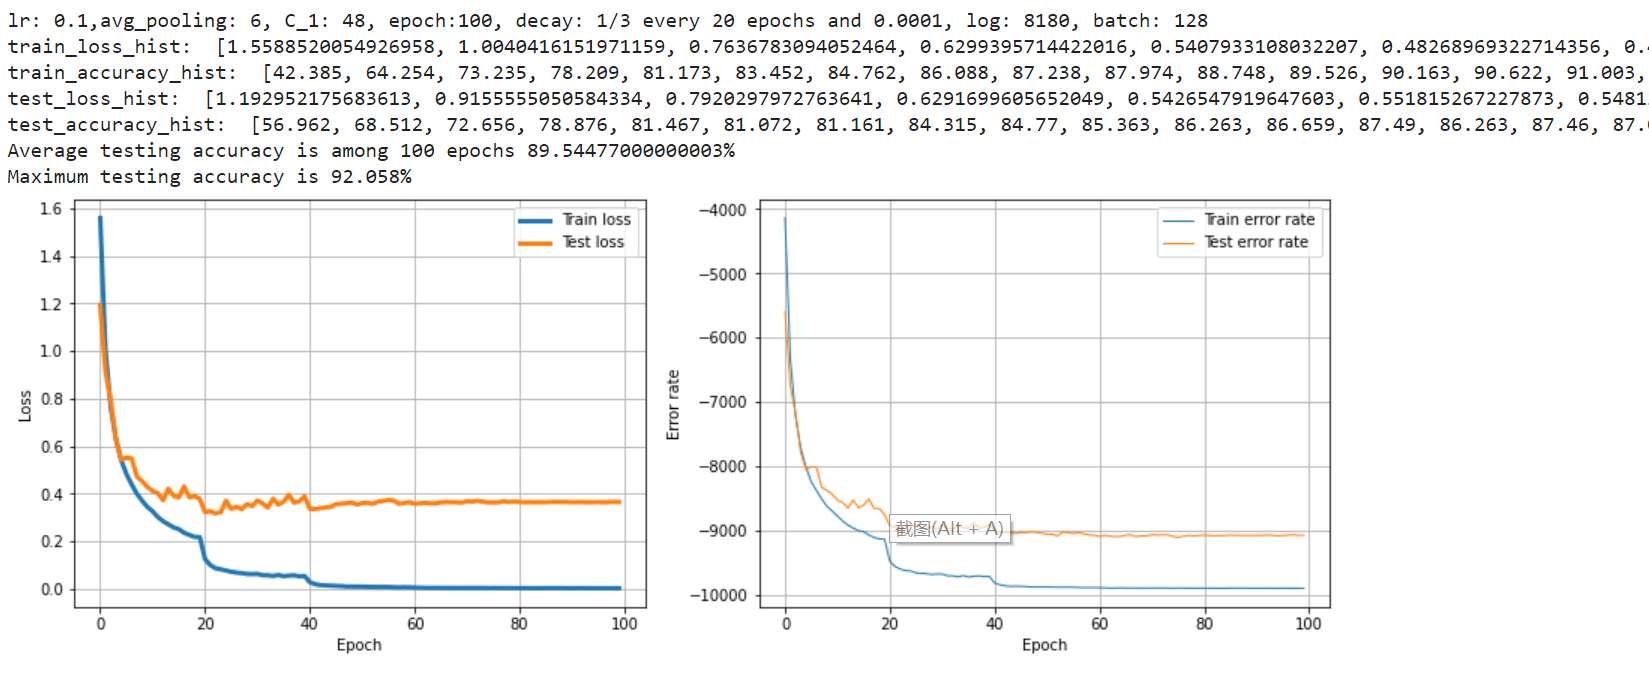 lr: 0.1,avg_pooling: 6, C_1: 48, epoch:100, decay: 1/3 every 20 epochs and 0.0001, log: 8180, batch: 128
train_loss_hist:  [1.5588520054926958, 1.0040416151971159, 0.7636783094052464, 0.6299395714422016, 0.5407933108032207, 0.48268969322714356, 0.4
train_accuracy_hist:  [42.385, 64.254, 73.235, 78.209, 81.173, 83.452, 84.762, 86.088, 87.238, 87.974, 88.748, 89.526, 90.163, 90.622, 91.003,
test_loss_hist:  [1.192952175683613, 0.9155555050584334, 0.7920297972763641, 0.6291699605652049, 0.5426547919647603, 0.551815267227873, 0.548
test_accuracy_hist:  [56.962, 68.512, 72.656, 78.876, 81.467, 81.072, 81.161, 84.315, 84.77, 85.363, 86.263, 86.659, 87.49, 86.263, 87.46, 87.
Average testing accuracy is among 100 epochs 89.544770000000003%
Maximum testing accuracy is 92.058%
1.6
1.4
1.2
1.0
0.8
0.6
0.4
0.2
0.0
Loss
Train loss
Test loss
0
20
40
60
80
100
Epoch
−4000
−5000
−6000
−7000
−8000
−9000
−10000
Error rate
Train error rate
Test error rate
截图(Alt + A)
0
20
40
60
80
100
Epoch